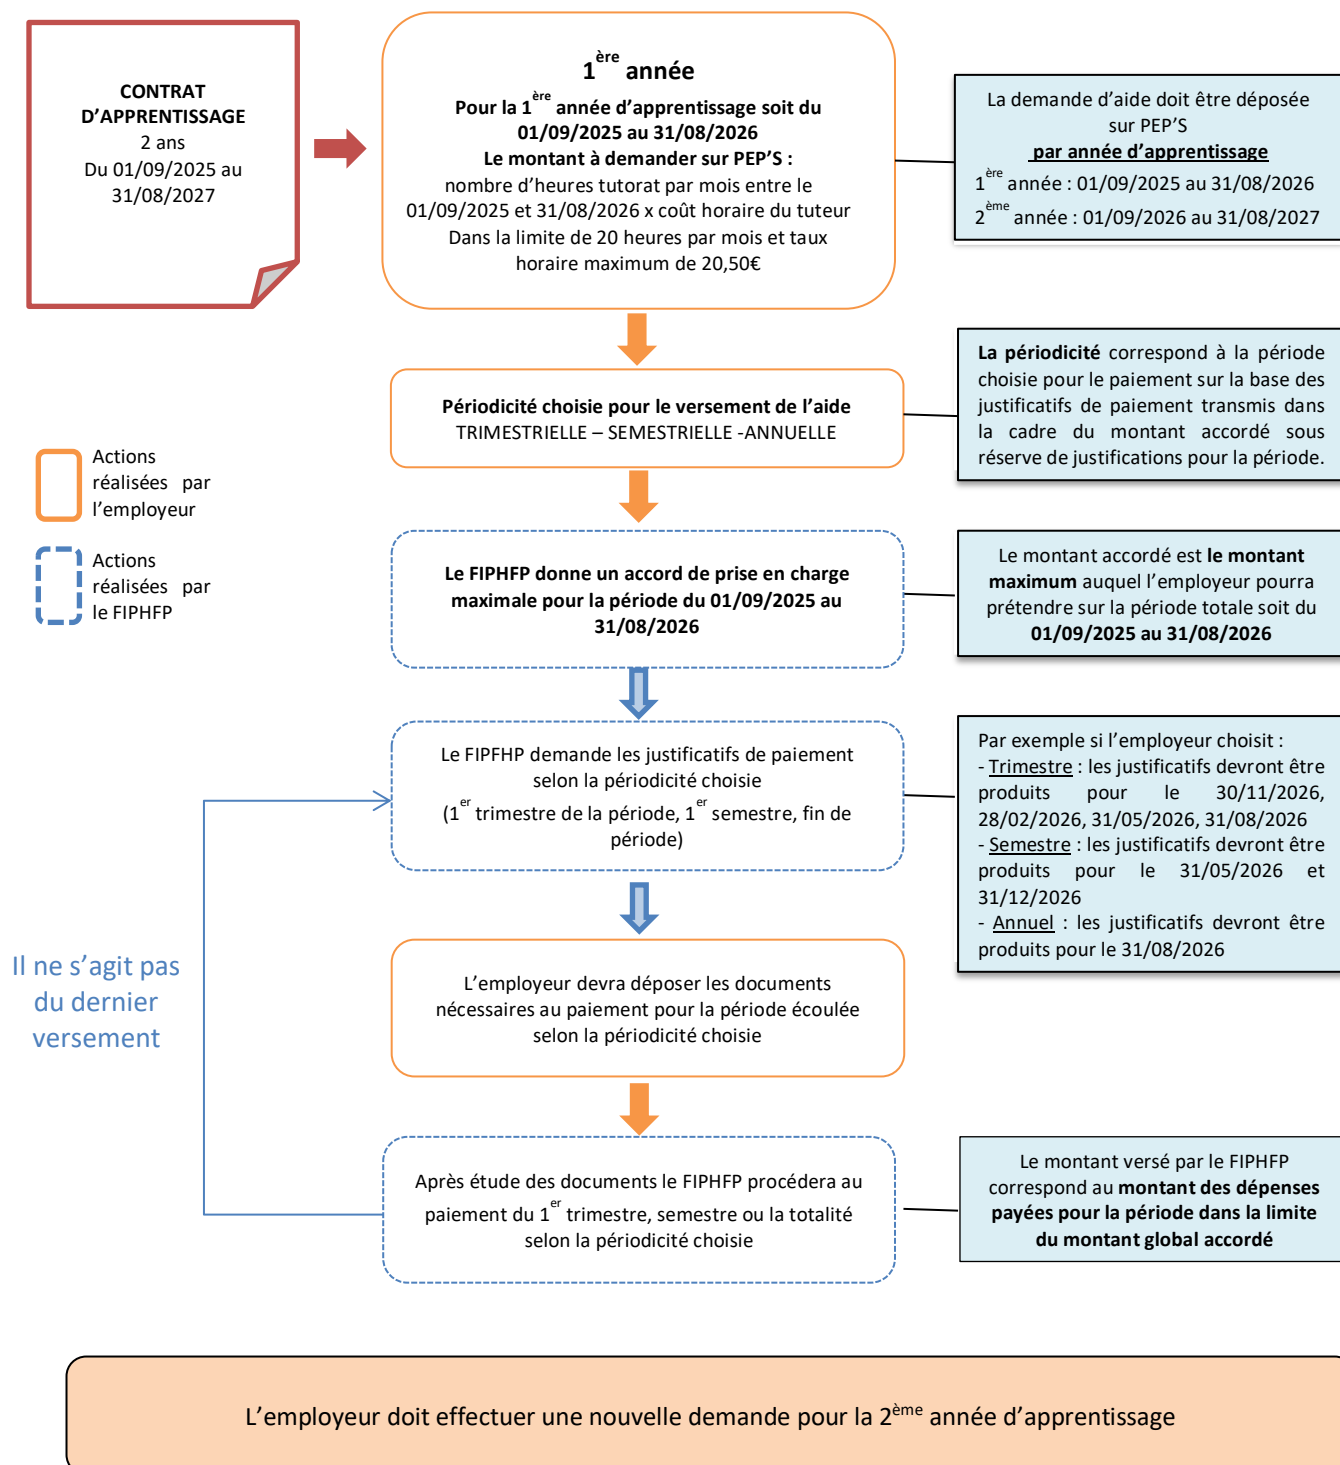 CONTRAT
D’APPRENTISSAGE
2 ans
Du 01/09/2025 au
31/08/2027
1ère année
Pour la 1ère année d’apprentissage soit du
01/09/2025 au 31/08/2026
Le montant à demander sur PEP’S :
nombre d’heures tutorat par mois entre le
01/09/2025 et 31/08/2026 x coût horaire du tuteur
Dans la limite de 20 heures par mois et taux
horaire maximum de 20,50€
La demande d’aide doit être déposée
sur PEP’S
par année d’apprentissage
1ère année : 01/09/2025 au 31/08/2026
2ème année : 01/09/2026 au 31/08/2027
Périodicité choisie pour le versement de l’aide
TRIMESTRIELLE – SEMESTRIELLE -ANNUELLE
La périodicité correspond à la période
choisie pour le paiement sur la base des
justificatifs de paiement transmis dans
la cadre du montant accordé sous
réserve de justifications pour la période.
Actions
réalisées par
l’employeur
Actions
réalisées par
le FIPHFP
Le FIPHFP donne un accord de prise en charge
maximale pour la période du 01/09/2025 au
31/08/2026
Le montant accordé est le montant
maximum auquel l’employeur pourra
prétendre sur la période totale soit du
01/09/2025 au 31/08/2026
Le FIPFHP demande les justificatifs de paiement
selon la périodicité choisie
(1er trimestre de la période, 1er semestre, fin de
période)
Par exemple si l’employeur choisit :
- Trimestre : les justificatifs devront être
produits pour le 30/11/2026,
28/02/2026, 31/05/2026, 31/08/2026
- Semestre : les justificatifs devront être
produits pour le 31/05/2026 et
31/12/2026
- Annuel : les justificatifs devront être
produits pour le 31/08/2026
Il ne s’agit pas
du dernier
versement
L’employeur devra déposer les documents
nécessaires au paiement pour la période écoulée
selon la périodicité choisie
Après étude des documents le FIPHFP procédera au
paiement du 1er trimestre, semestre ou la totalité
selon la périodicité choisie
Le montant versé par le FIPHFP
correspond au montant des dépenses
payées pour la période dans la limite
du montant global accordé
L’employeur doit effectuer une nouvelle demande pour la 2ème année d’apprentissage